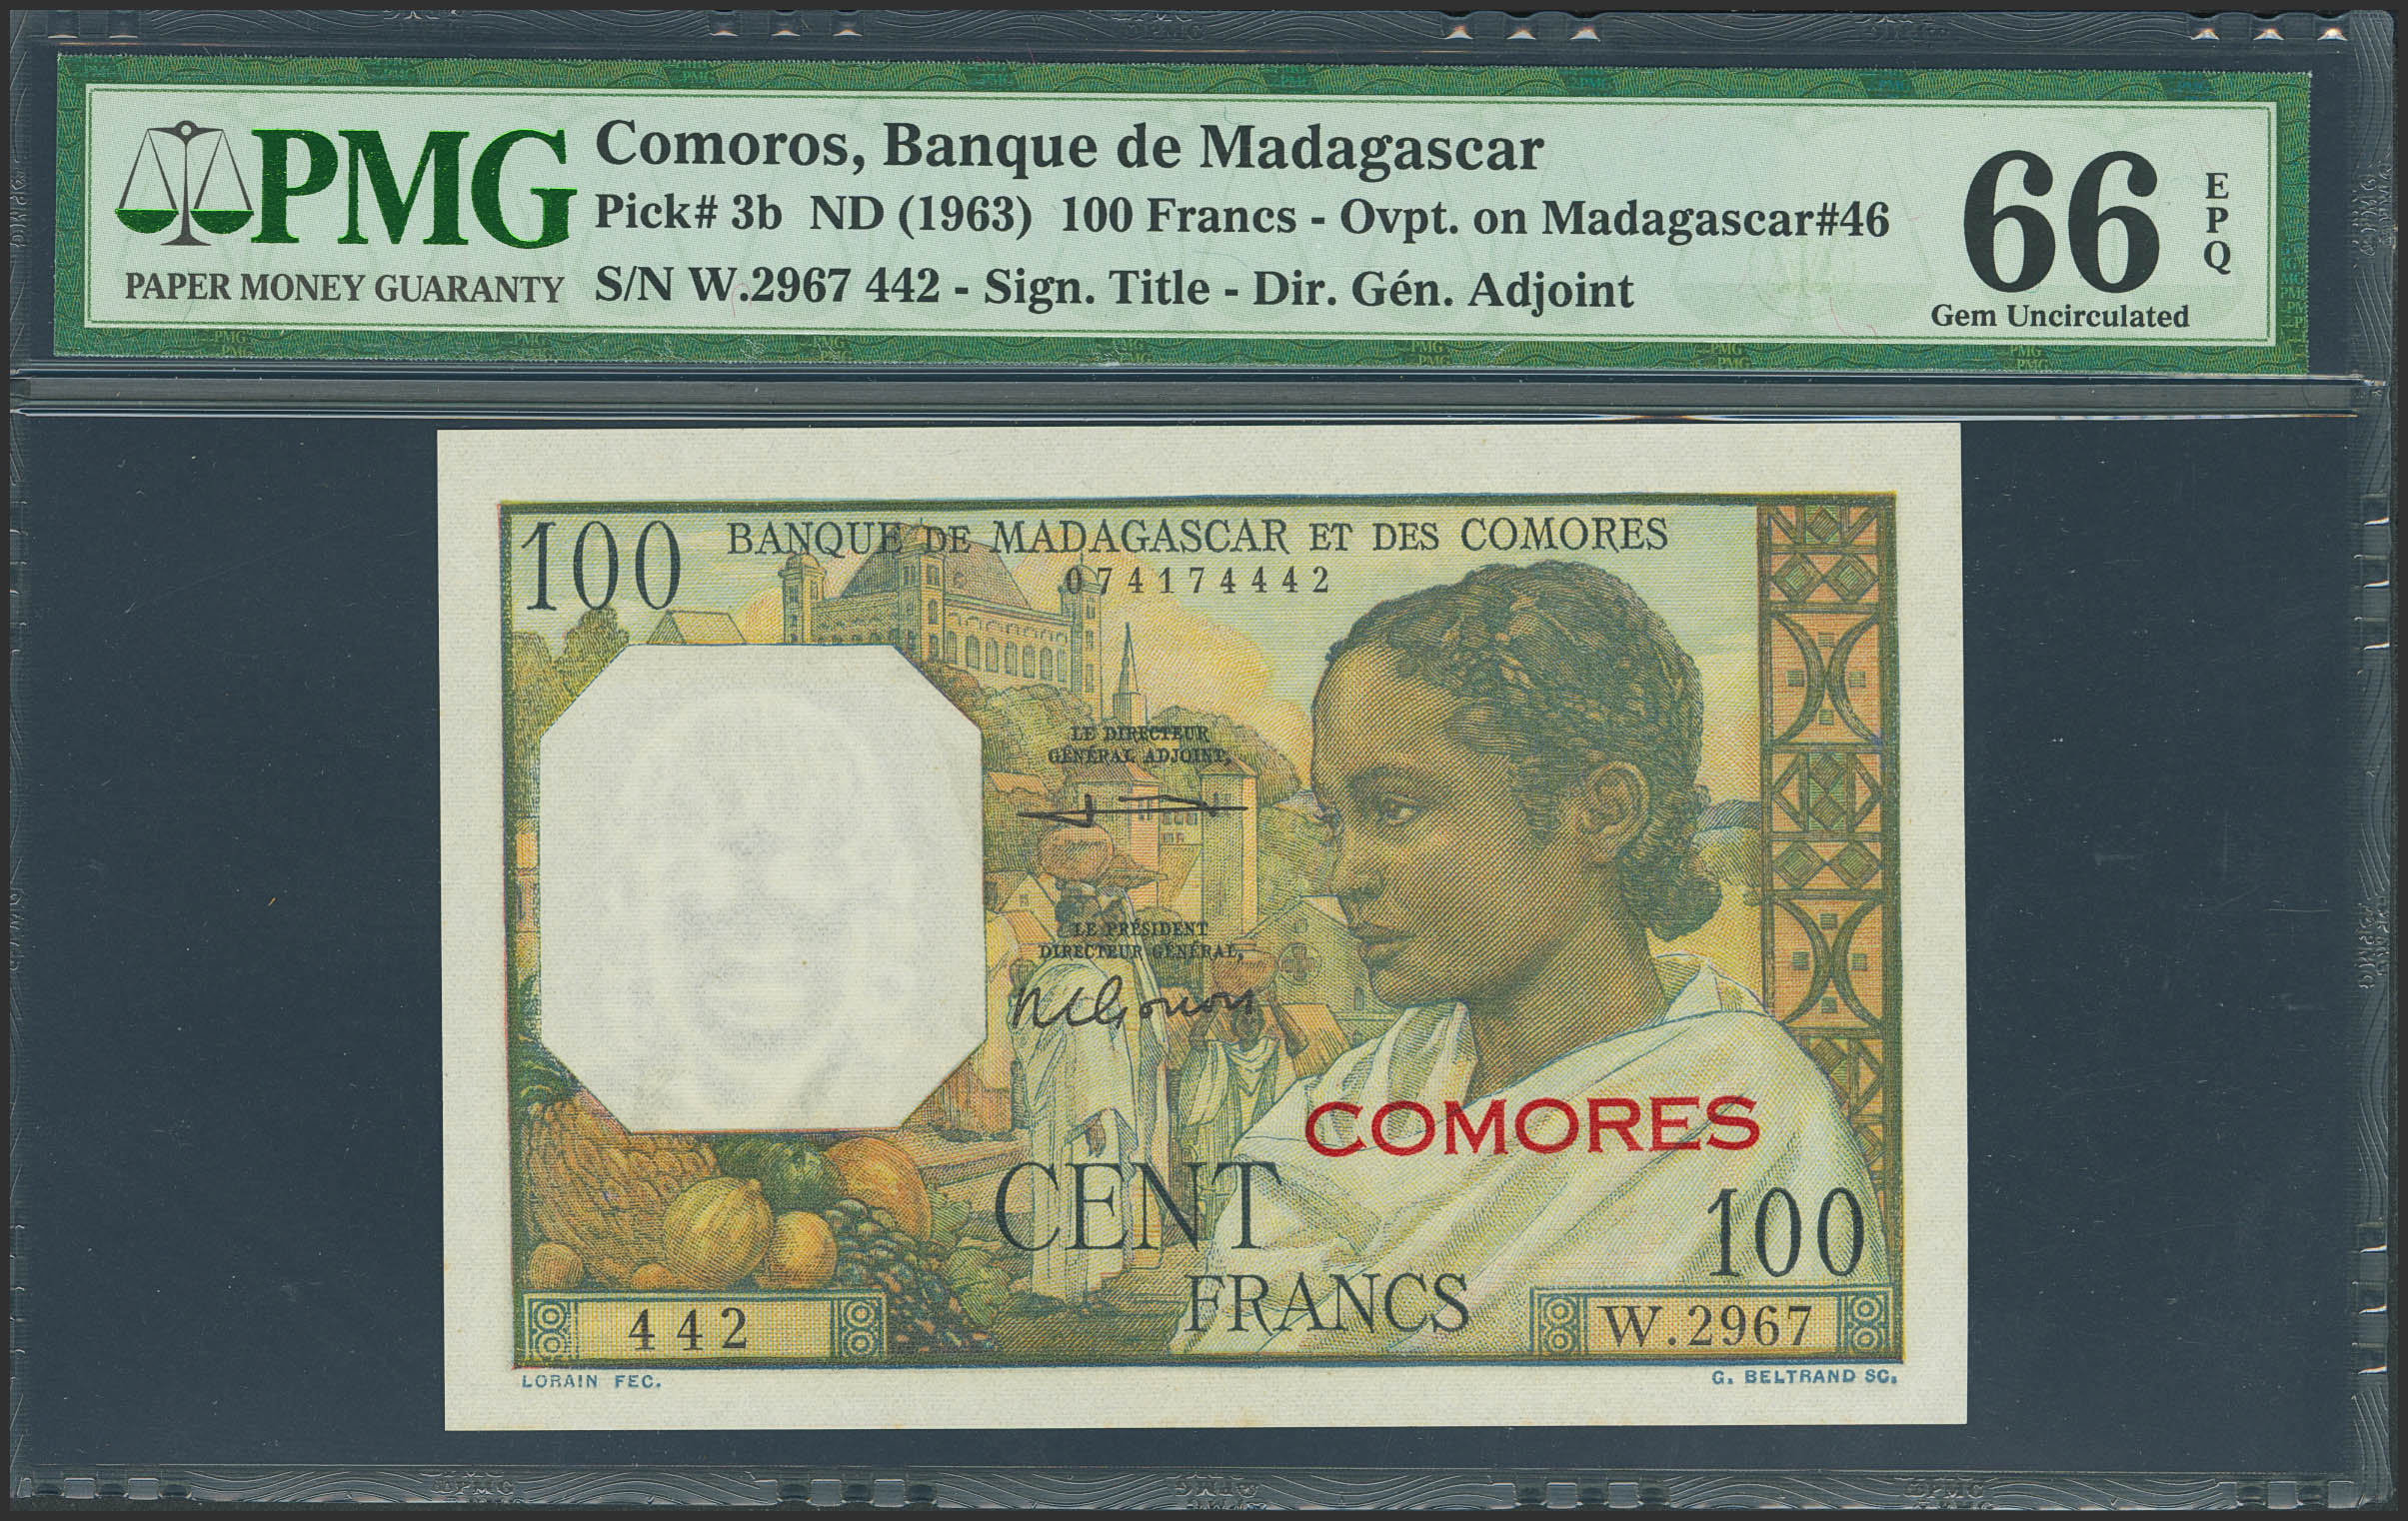 PMG
PAPER MONEY GUARANTY
Comoros, Banque de Madagascar
Pick# 3b ND (1963) 100 Francs - Ovpt. on Madagascar#46
S/N W.2967 442 - Sign. Title - Dir. Gén. Adjoint
66
EPQ
Gem Uncirculated
100
BANQUE DE MADAGASCAR ET DES COMORES
074174442
LE DIRECTEUR
GÉNÉRAL ADJOINT,
LE PRÉSIDENT
DIRECTEUR GÉNÉRAL,
COMORES
CENT
FRANCS
100
442
W.2967
LORAIN FEC.
G. BELTRAND SC.